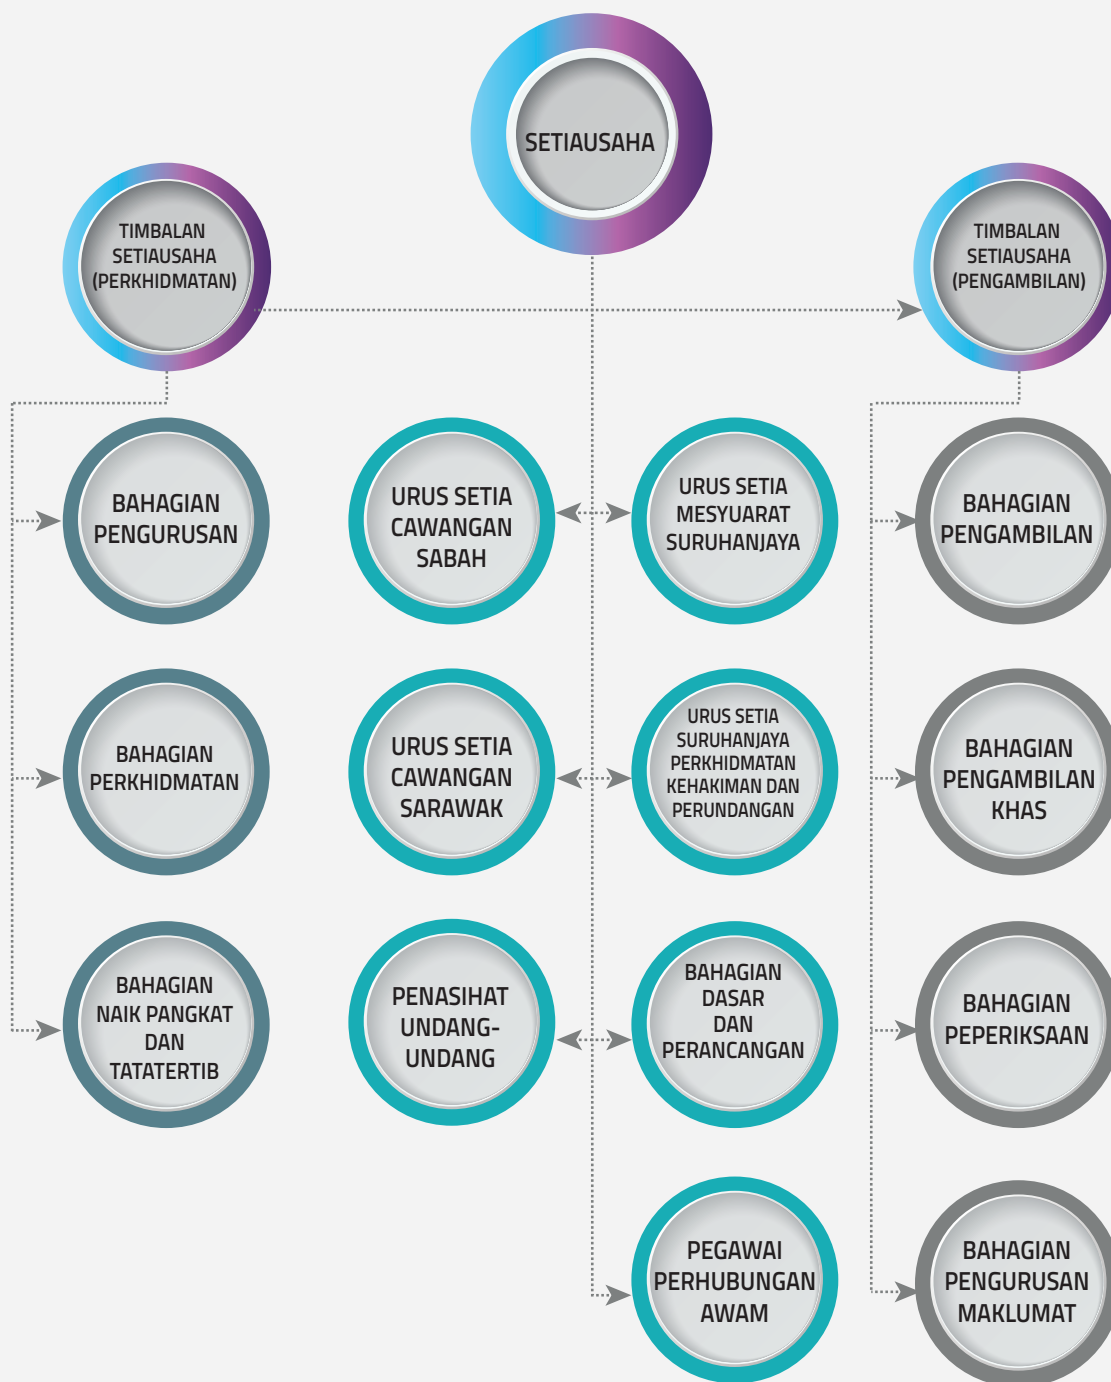 SETIAUSAHA
TIMBALAN
SETIAUSAHA
(PERKHIDMATAN)
TIMBALAN
SETIAUSAHA
(PENGAMBILAN)
BAHAGIAN
PENGURUSAN
URUS SETIA
CAWANGAN
SABAH
URUS SETIA
MESYUARAT
SURUHANJAYA
BAHAGIAN
PENGAMBILAN
BAHAGIAN
PERKHIDMATAN
URUS SETIA
CAWANGAN
SARAWAK
URUS SETIA
SURUHANJAYA
PERKHIDMATAN
KEHAKIMAN DAN
PERUNDANGAN
BAHAGIAN
PENGAMBILAN
KHAS
BAHAGIAN
NAIK PANGKAT
DAN
TATATERTIB
PENASIHAT
UNDANG-
UNDANG
BAHAGIAN
DASAR
DAN
PERANCANGAN
BAHAGIAN
PEPERIKSAAN
PEGAWAI
PERHUBUNGAN
AWAM
BAHAGIAN
PENGURUSAN
MAKLUMAT